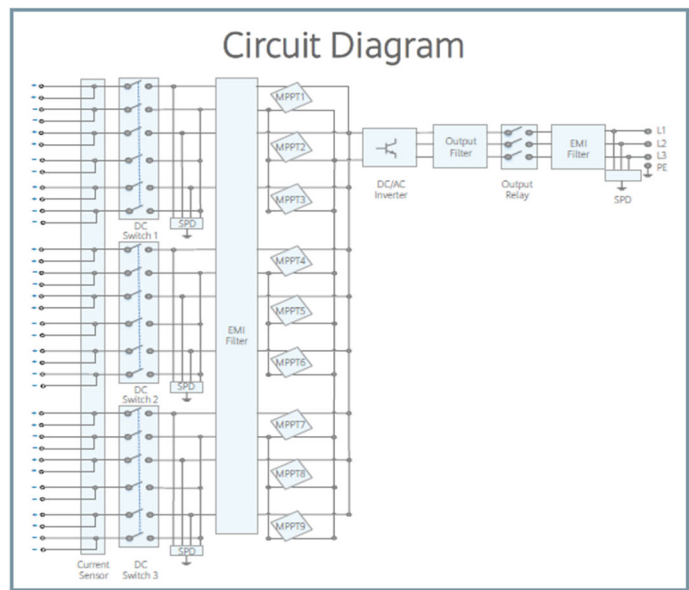 Circuit Diagram
MPPT1
MPPT2
MPPT3
SPD
DC
Switch 1
MPPT4
MPPT5
EMI
Filter
MPPT6
SPD
DC
Switch 2
MPPT7
MPPT8
MPPT9
SPD
Current
Sensor
DC
Switch 3
DC/AC
Inverter
Output
Filter
Output
Relay
EMI
Filter
L1
L2
L3
PE
SPD